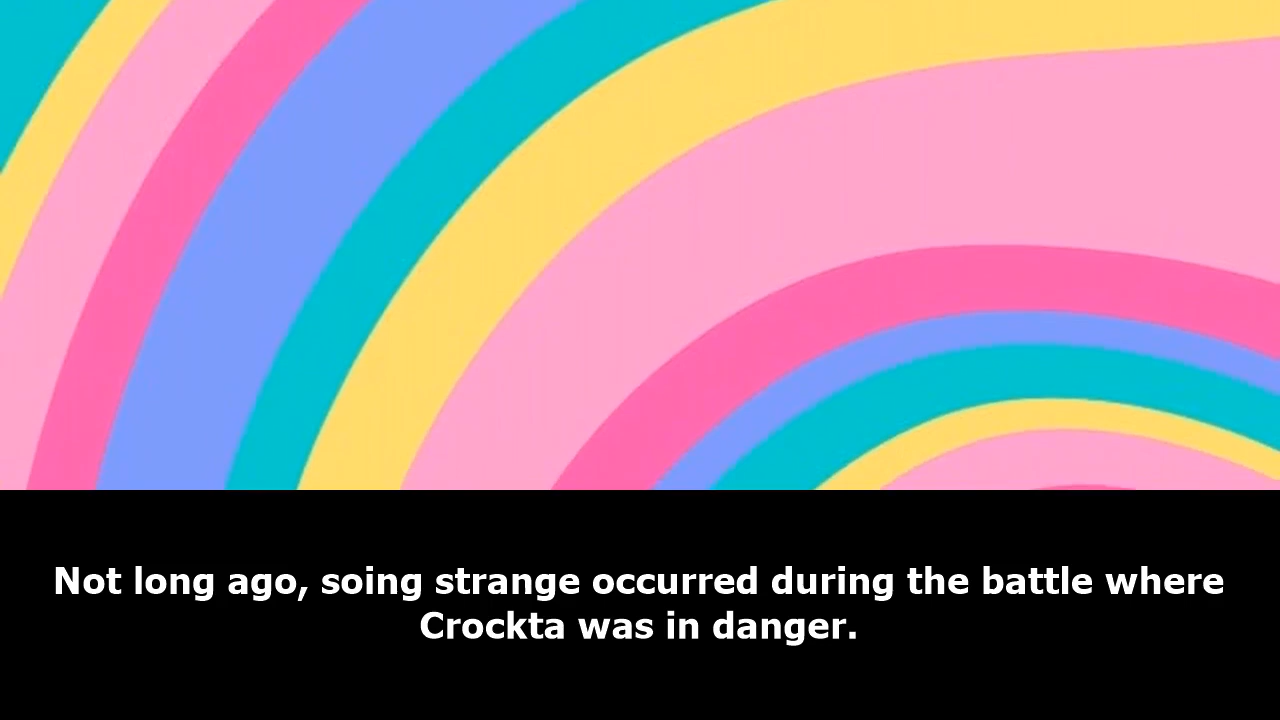 Not long ago, soing strange occurred during the battle where
Crockta was in danger.